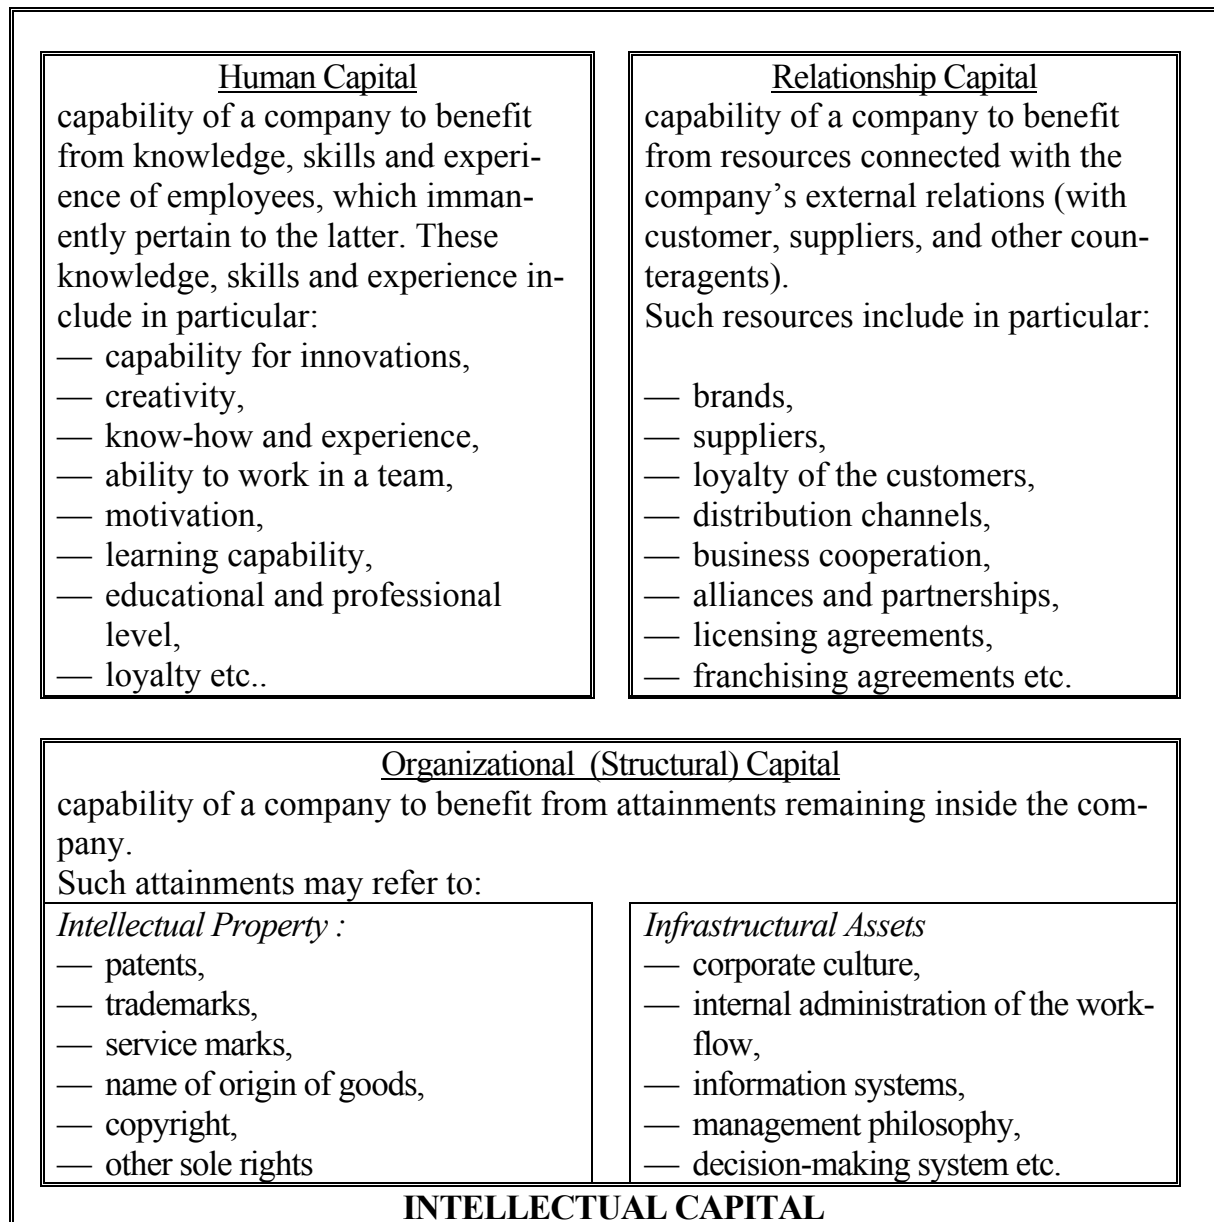 Human Capital
capability of a company to benefit
from knowledge, skills and experi-
ence of employees, which imman-
ently pertain to the latter. These
knowledge, skills and experience in-
clude in particular:
— capability for innovations,
— creativity,
— know-how and experience,
— ability to work in a team,
— motivation,
— learning capability,
— educational and professional
level,
— loyalty etc..
Relationship Capital
capability of a company to benefit
from resources connected with the
company’s external relations (with
customer, suppliers, and other coun-
teragents).
Such resources include in particular:
— brands,
— suppliers,
— loyalty of the customers,
— distribution channels,
— business cooperation,
— alliances and partnerships,
— licensing agreements,
— franchising agreements etc.
Organizational (Structural) Capital
capability of a company to benefit from attainments remaining inside the com-
pany.
Such attainments may refer to:
Intellectual Property :
— patents,
— trademarks,
— service marks,
— name of origin of goods,
— copyright,
— other sole rights
Infrastructural Assets
— corporate culture,
— internal administration of the work-
flow,
— information systems,
— management philosophy,
— decision-making system etc.
INTELLECTUAL CAPITAL